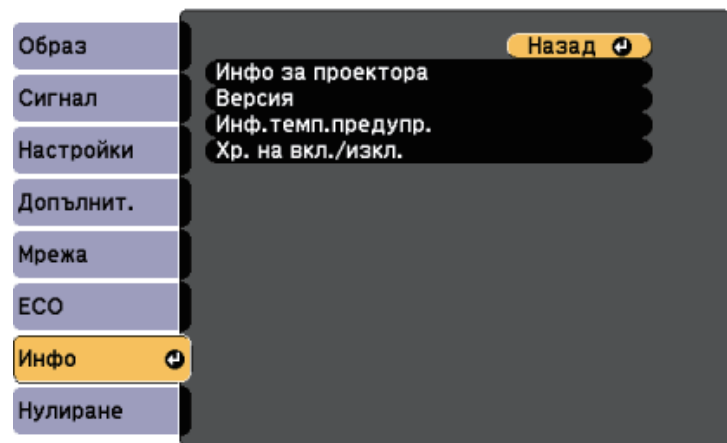 Образ
Сигнал
Настройки
Допълнит.
Мрежа
ECO
Инфо
Нулиране
Назад
Инфо за проектора
Версия
Инф.темп.предупр.
Хр. на вкл./изкл.